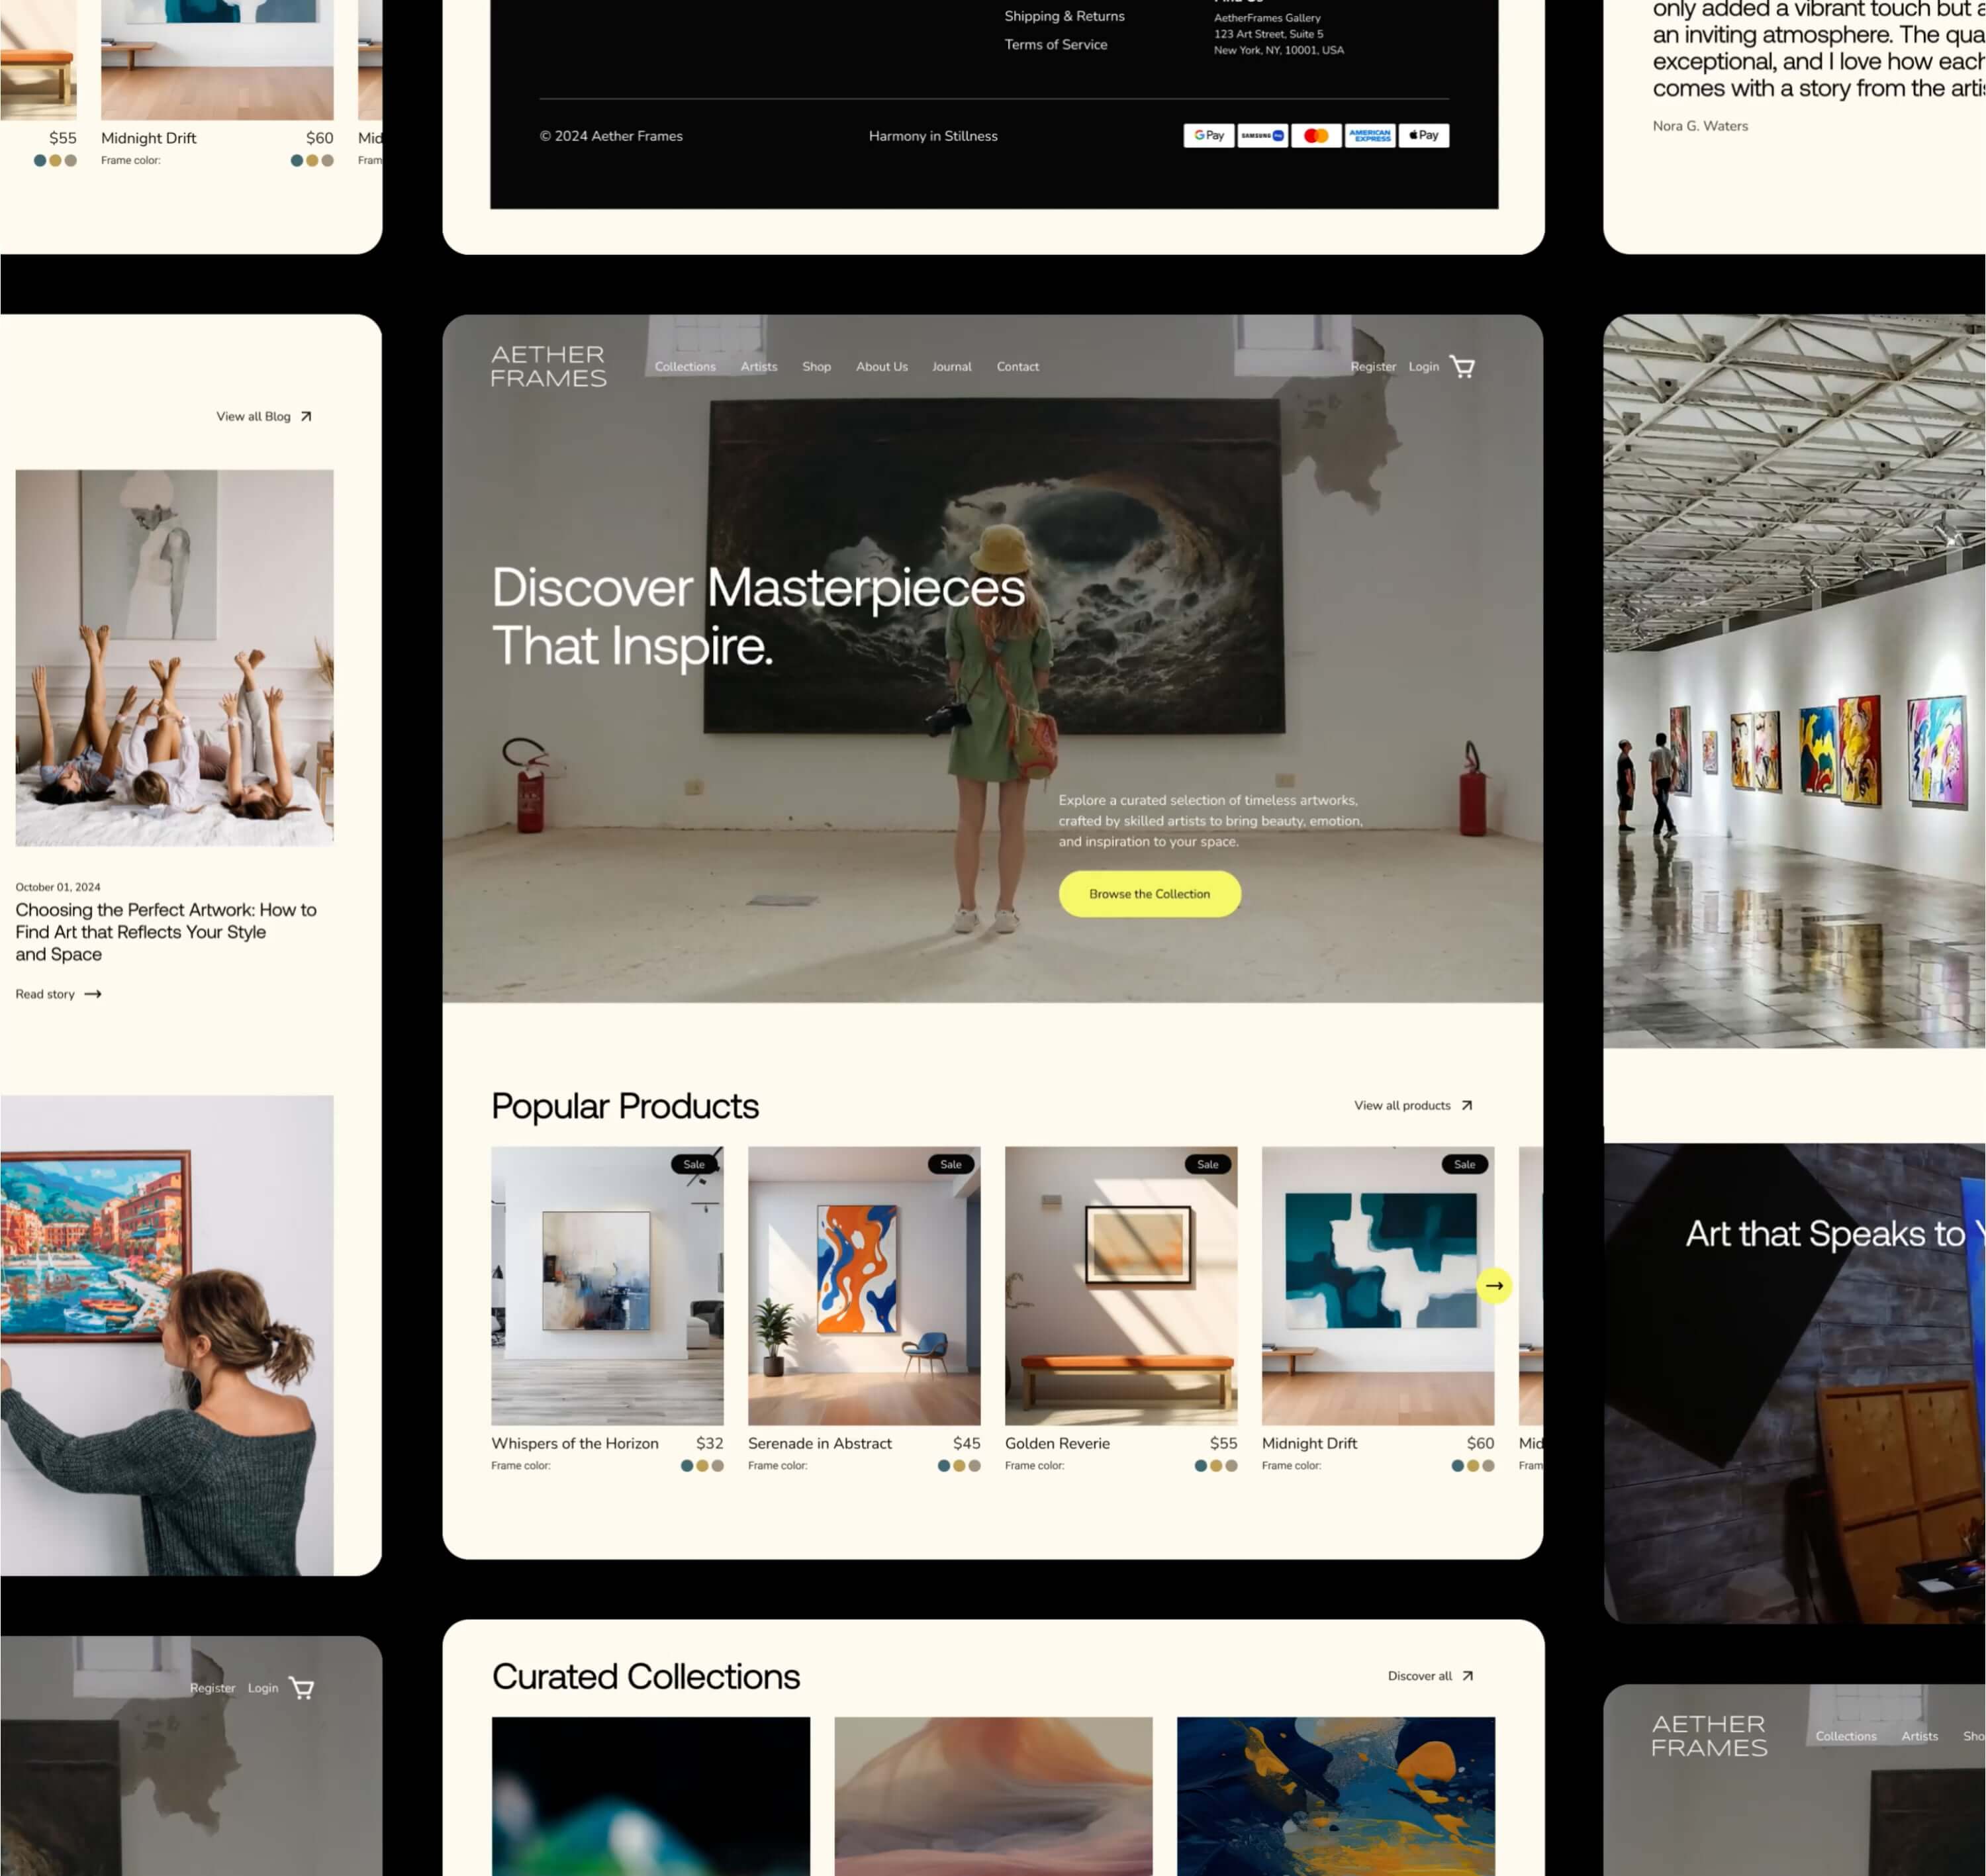 $55
Midnight Drift
$60
Frame color:
Mid
Fram
Shipping & Returns
Terms of Service
AetherFrames Gallery
123 Art Street, Suite 5
New York, NY, 10001, USA
© 2024 Aether Frames
Harmony in Stillness
G Pay
SAMSUNG Pay
AMERICAN EXPRESS
Pay
only added a vibrant touch but a
an inviting atmosphere. The qua
exceptional, and I love how each
comes with a story from the arti
Nora G. Waters
View all Blog
October 01, 2024
Choosing the Perfect Artwork: How to
Find Art that Reflects Your Style
and Space
Read story
AETHER
FRAMES
Collections
Artists
Shop
About Us
Journal
Contact
Register
Login
Discover Masterpieces
That Inspire.
Explore a curated selection of timeless artworks,
crafted by skilled artists to bring beauty, emotion,
and inspiration to your space.
Browse the Collection
Popular Products
View all products
Sale
Sale
Sale
Sale
Whispers of the Horizon
$32
Frame color:
Serenade in Abstract
$45
Frame color:
Golden Reverie
$55
Frame color:
Midnight Drift
$60
Frame color:
Mid
Fram
Art that Speaks to
Register
Login
Curated Collections
Discover all
AETHER
FRAMES
Collections
Artists
Sho